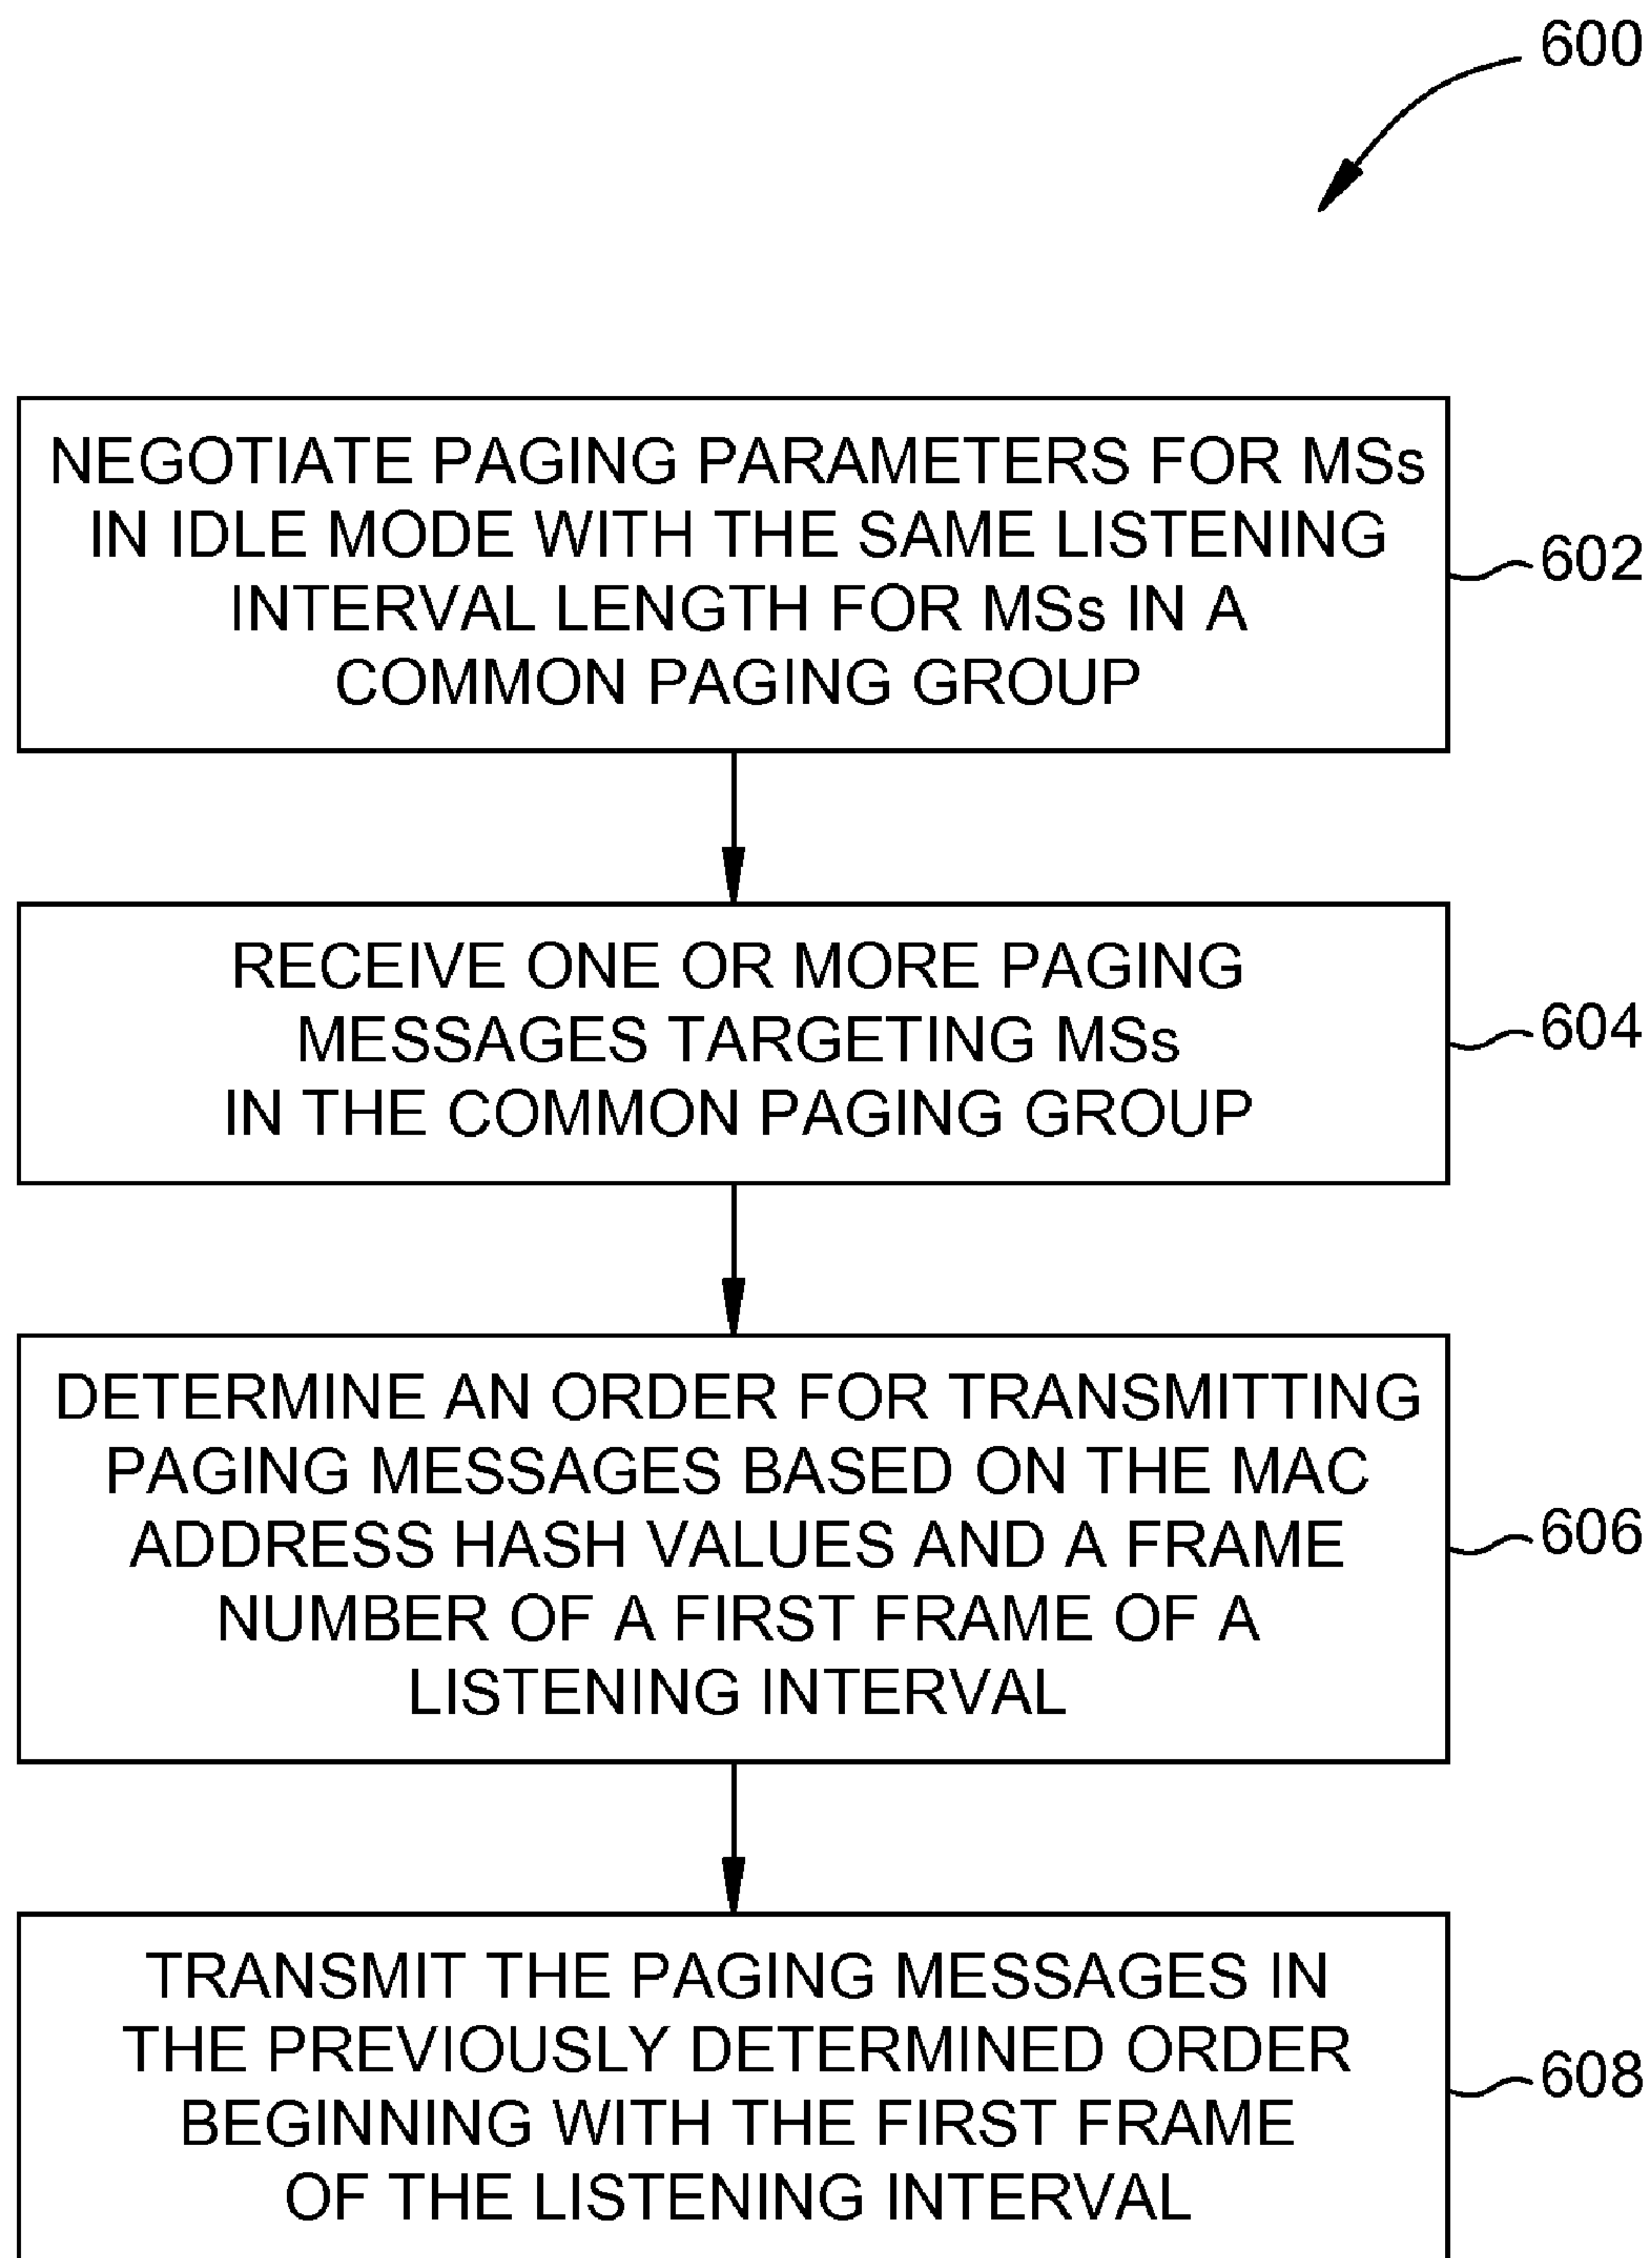 600
NEGOTIATE PAGING PARAMETERS FOR MSs
IN IDLE MODE WITH THE SAME LISTENING
INTERVAL LENGTH FOR MSs IN A
COMMON PAGING GROUP
602
RECEIVE ONE OR MORE PAGING
MESSAGES TARGETING MSs
IN THE COMMON PAGING GROUP
604
DETERMINE AN ORDER FOR TRANSMITTING
PAGING MESSAGES BASED ON THE MAC
ADDRESS HASH VALUES AND A FRAME
NUMBER OF A FIRST FRAME OF A
LISTENING INTERVAL
606
TRANSMIT THE PAGING MESSAGES IN
THE PREVIOUSLY DETERMINED ORDER
BEGINNING WITH THE FIRST FRAME
OF THE LISTENING INTERVAL
608